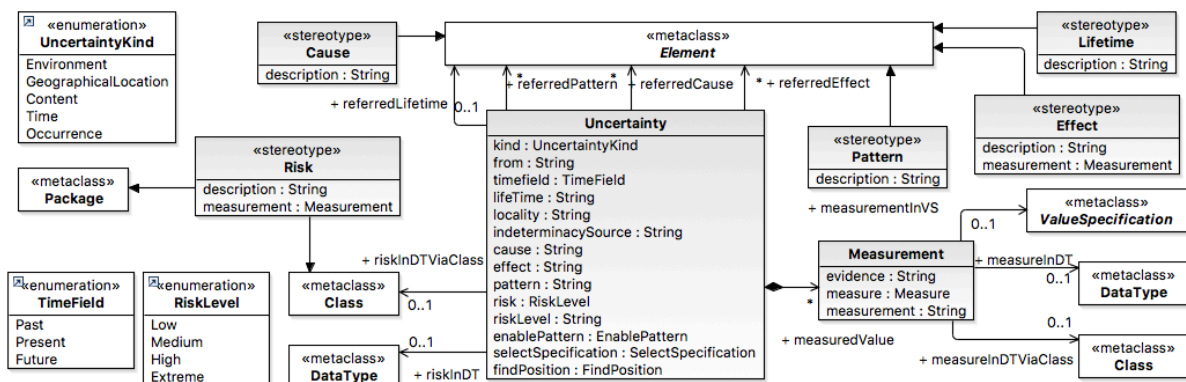 «enumeration»
UncertaintyKind
Environment
GeographicalLocation
Content
Time
Occurrence
«stereotype»
Cause
description : String
«metaclass»
Element
«stereotype»
Lifetime
description : String
+ referredLifetime
0..1
*
+ referredPattern
*
+ referredCause
* + referredEffect
«stereotype»
Effect
description : String
measurement : Measurement
«stereotype»
Pattern
description : String
«stereotype»
Risk
description : String
measurement : Measurement
«metaclass»
Package
Uncertainty
kind : UncertaintyKind
from : String
timefield : TimeField
lifeTime : String
locality : String
indeterminacySource : String
cause : String
effect : String
pattern : String
risk : RiskLevel
riskLevel : String
enablePattern : EnablePattern
selectSpecification : SelectSpecification
findPosition : FindPosition
+ measurementInVS
0..1
«metaclass»
ValueSpecification
Measurement
evidence : String
measure : Measure
measurement : String
*
+ measuredValue
+ measureInDT
0..1
«metaclass»
DataType
0..1
+ measureInDTViaClass
«metaclass»
Class
«enumeration»
TimeField
Past
Present
Future
«enumeration»
RiskLevel
Low
Medium
High
Extreme
+ riskInDTViaClass
0..1
«metaclass»
Class
0..1
+ riskInDT
«metaclass»
DataType